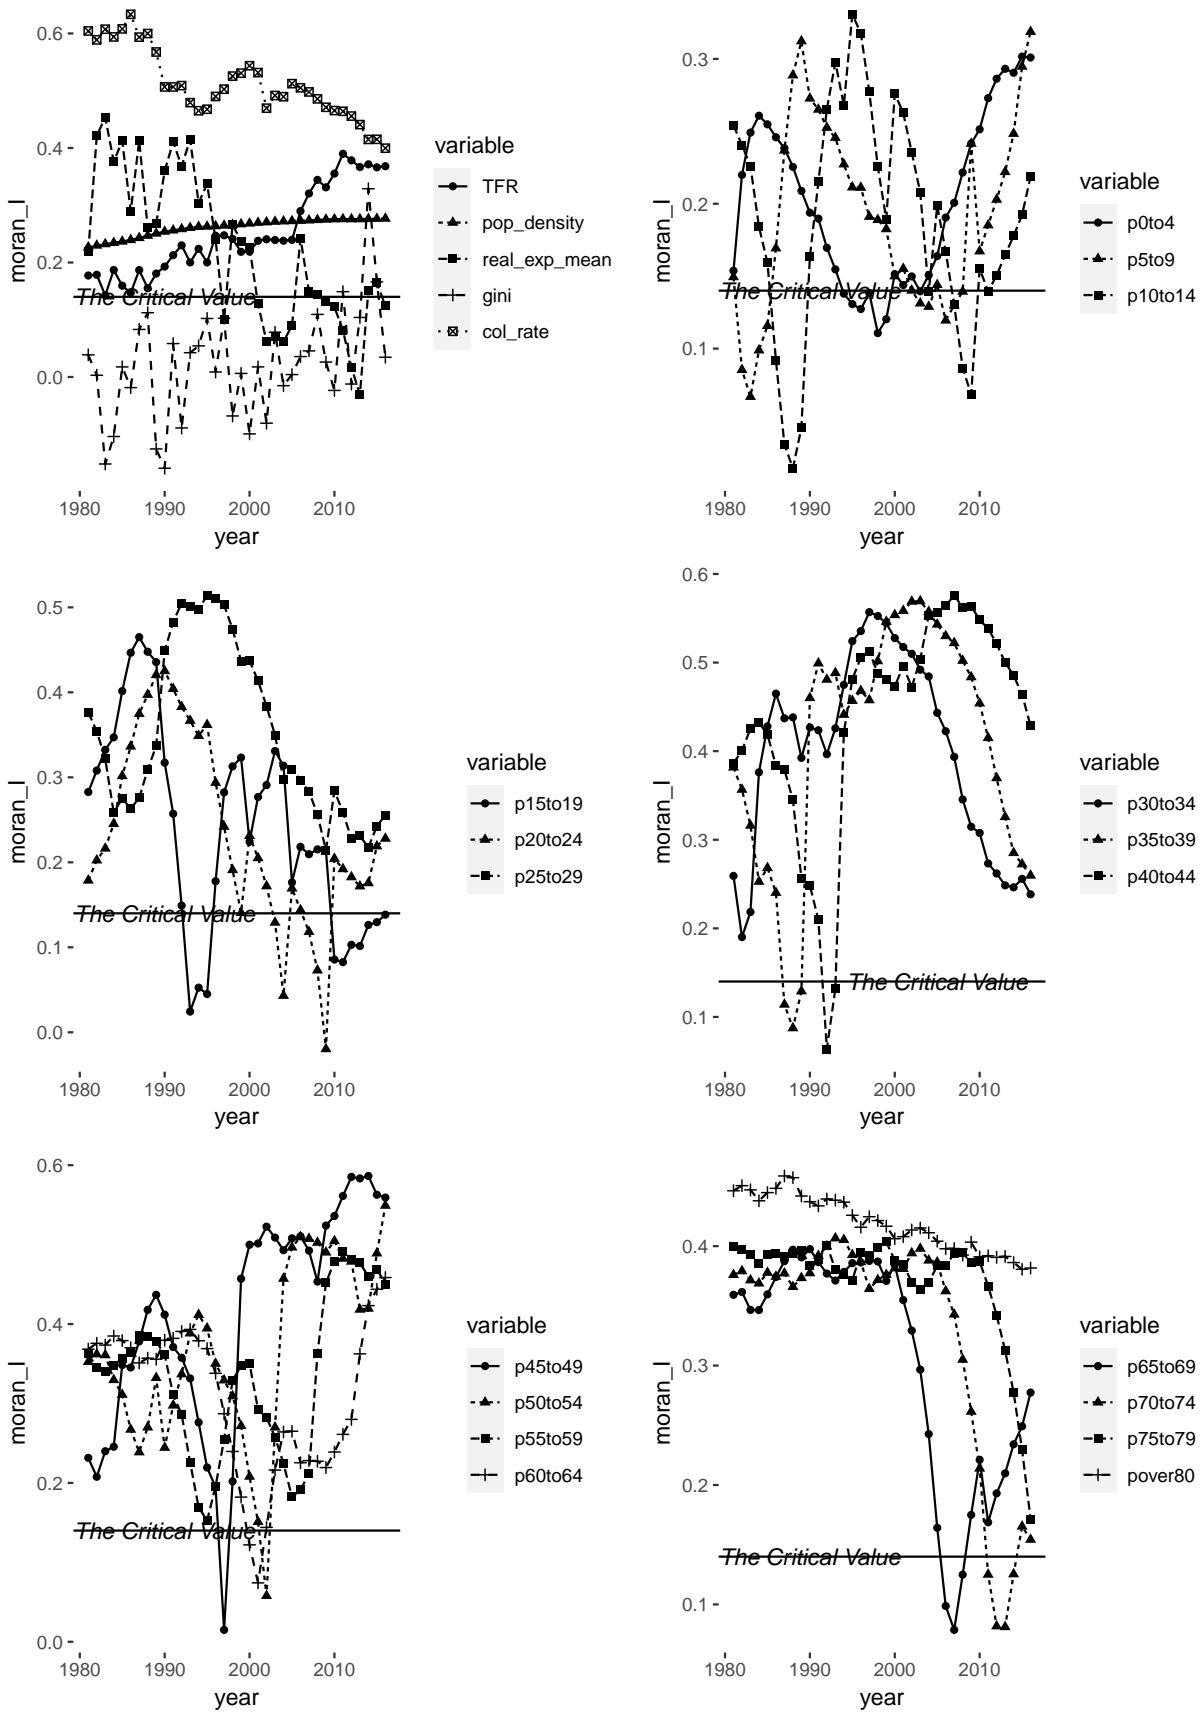 0.6
0.4
0.2
0.0
moran_I
The Critical Value
1980
1990
2000
2010
year
variable
TFR
pop_density
real_exp_mean
gini
col_rate
0.3
0.2
0.1
moran_I
The Critical Value
1980
1990
2000
2010
year
variable
p0to4
p5to9
p10to14
0.5
0.4
0.3
0.2
0.1
0.0
moran_I
The Critical Value
1980
1990
2000
2010
year
variable
p15to19
p20to24
p25to29
0.6
0.5
0.4
0.3
0.2
0.1
moran_I
The Critical Value
1980
1990
2000
2010
year
variable
p30to34
p35to39
p40to44
0.6
0.4
0.2
0.0
moran_I
The Critical Value
1980
1990
2000
2010
year
variable
p45to49
p50to54
p55to59
p60to64
0.4
0.3
0.2
0.1
moran_I
The Critical Value
1980
1990
2000
2010
year
variable
p65to69
p70to74
p75to79
pover80